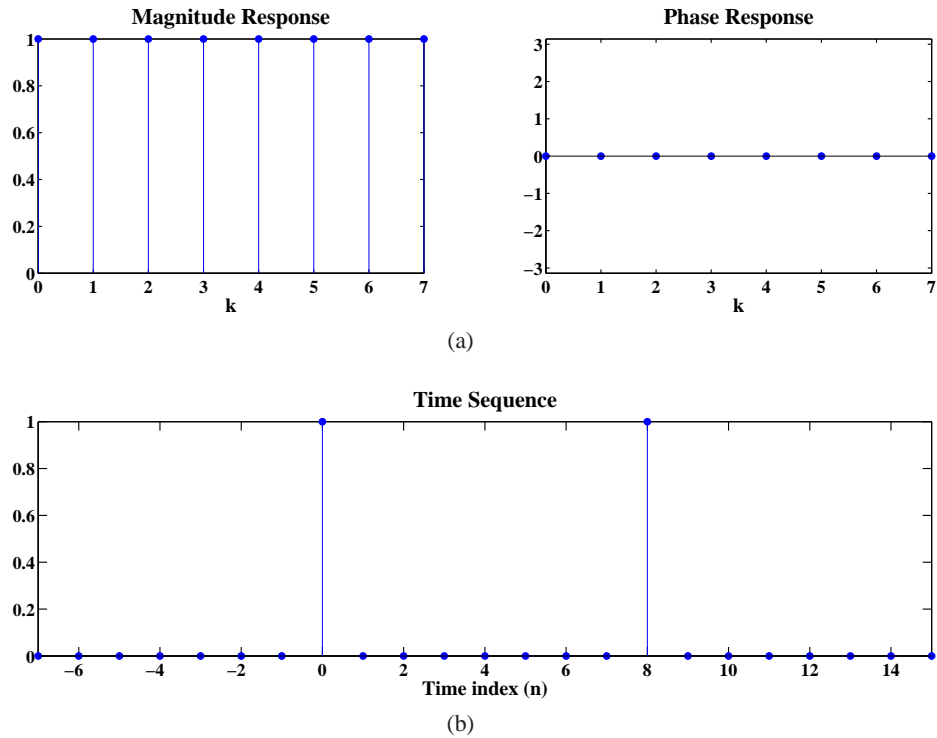 Magnitude Response
1
0.8
0.6
0.4
0.2
0
0 1 2 3 4 5 6 7
k
Phase Response
3
2
1
0
−1
−2
−3
0 1 2 3 4 5 6 7
k
(a)
Time Sequence
1
0.8
0.6
0.4
0.2
0
−6 −4 −2 0 2 4 6 8 10 12 14
Time index (n)
(b)